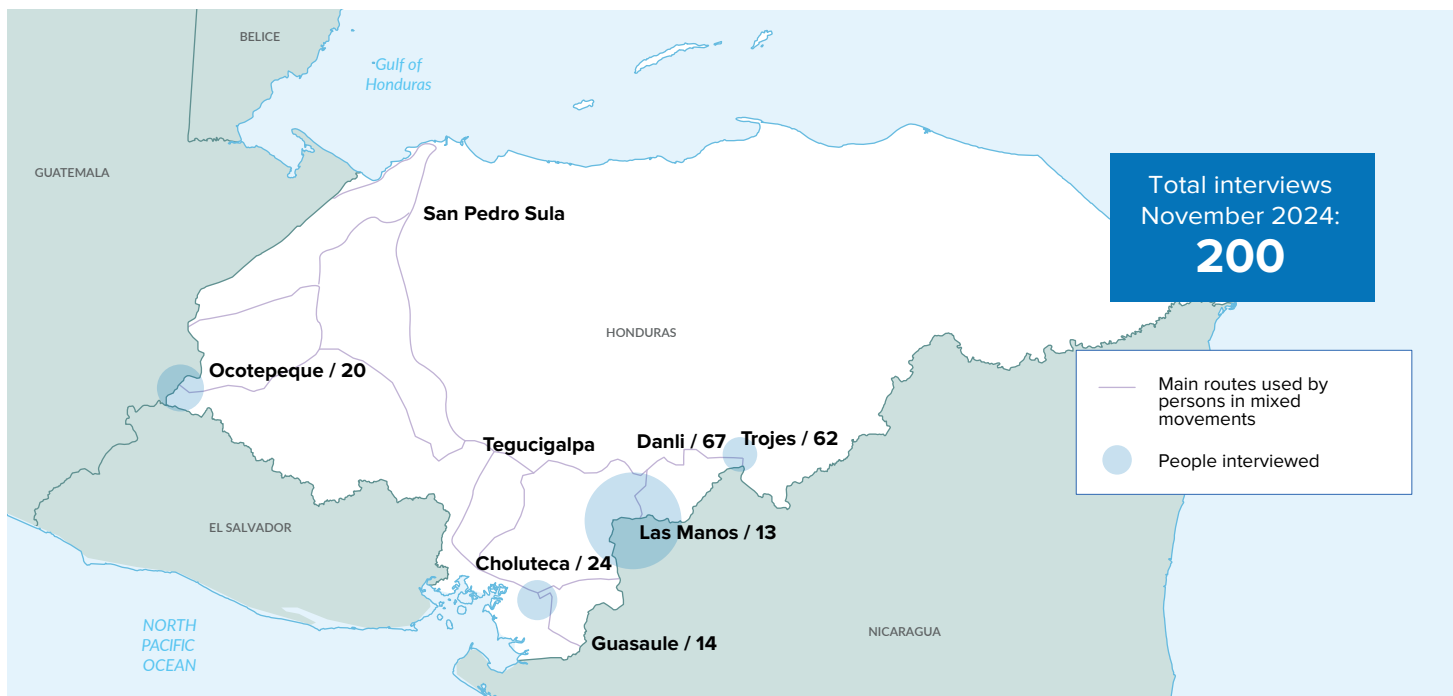 BELICE
Gulf of
Honduras
GUATEMALA
San Pedro Sula
Total interviews
November 2024:
200
HONDURAS
Ocotepeque / 20
Main routes used by
persons in mixed
movements
People interviewed
Tegucigalpa
Danli / 67
Trojes / 62
EL SALVADOR
Las Manos / 13
Choluteca / 24
NORTH
PACIFIC
OCEAN
Guasaule / 14
NICARAGUA